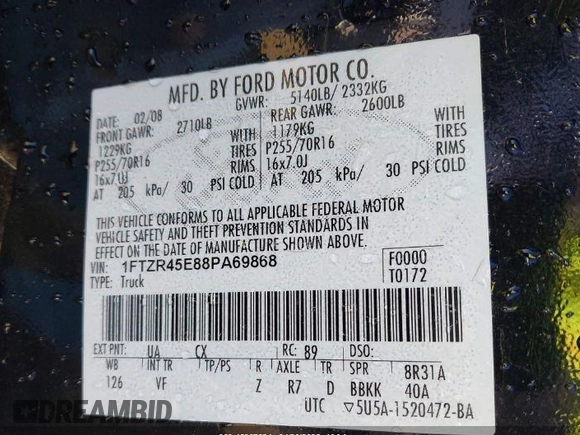 MFD. BY FORD MOTOR CO.
DATE: 02/08 GVWR: 5140LB/ 2332KG
FRONT GAWR: 2710LB REAR GAWR: 2600LB
1229KG WITH 1179KG WITH
P255/70R16 TIRES P255/70R16 TIRES
16x7.0J RIMS 16x7.0J RIMS
AT 205 kPa/ 30 PSI COLD AT 205 kPa/ 30 PSI COLD
THIS VEHICLE CONFORMS TO ALL APPLICABLE FEDERAL MOTOR
VEHICLE SAFETY AND THEFT PREVENTION STANDARDS IN
EFFECT ON THE DATE OF MANUFACTURE SHOWN ABOVE.
VIN: 1FTZR45E88PA69868 F0000
TYPE: Truck T0172
EXT PNT: UA CX RC: 89 DSO:
WB INT TR TP/PS R AXLE TR SPR 8R31A
126 VF Z R7 D BBKK 40A
UTC ▽5U5A-1520472-BA
DREAMBID